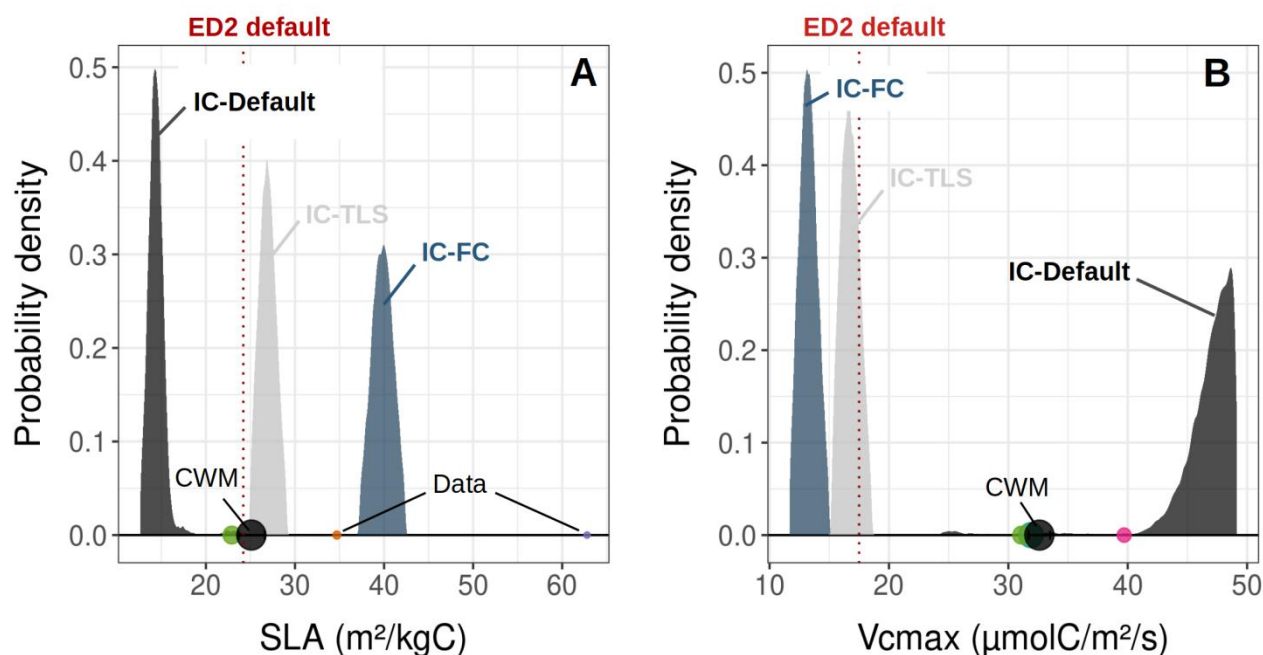 ED2 default
A
0.5
0.4
0.3
0.2
0.1
0.0
Probability density
IC-Default
IC-TLS
IC-FC
CWM
Data
20 30 40 50 60
SLA (m²/kgC)
ED2 default
B
0.5
0.4
0.3
0.2
0.1
0.0
Probability density
IC-FC
IC-TLS
IC-Default
CWM
10 20 30 40 50
Vcmax (µmolC/m²/s)